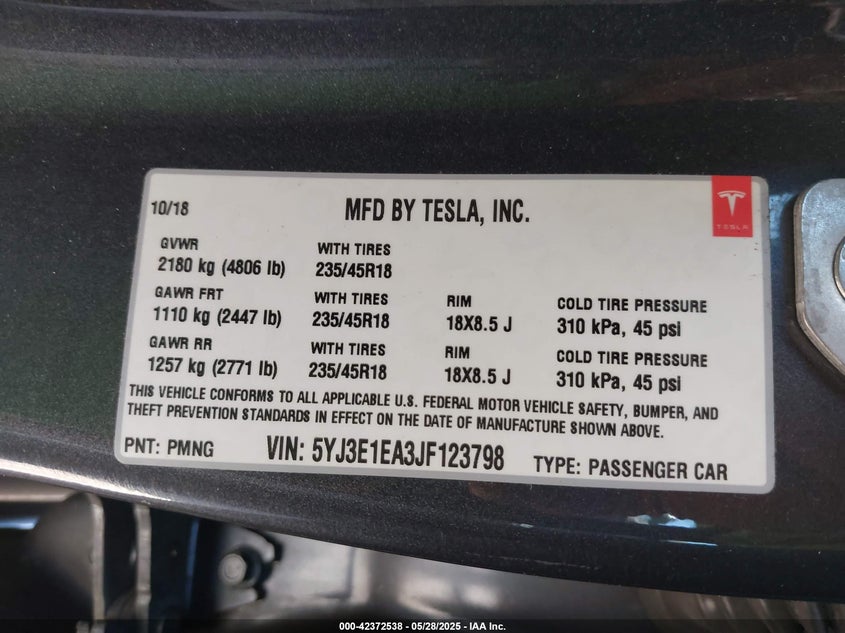 10/18 MFD BY TESLA, INC.
TESLA
GVWR WITH TIRES
2180 kg (4806 lb) 235/45R18
GAWR FRT WITH TIRES RIM COLD TIRE PRESSURE
1110 kg (2447 lb) 235/45R18 18X8.5 J 310 kPa, 45 psi
GAWR RR WITH TIRES RIM COLD TIRE PRESSURE
1257 kg (2771 lb) 235/45R18 18X8.5 J 310 kPa, 45 psi
THIS VEHICLE CONFORMS TO ALL APPLICABLE U.S. FEDERAL MOTOR VEHICLE SAFETY, BUMPER, AND
THEFT PREVENTION STANDARDS IN EFFECT ON THE DATE OF MANUFACTURE SHOWN ABOVE.
PNT: PMNG VIN: 5YJ3E1EA3JF123798 TYPE: PASSENGER CAR
000-42372538 — 05/28/2025 — IAA Inc.